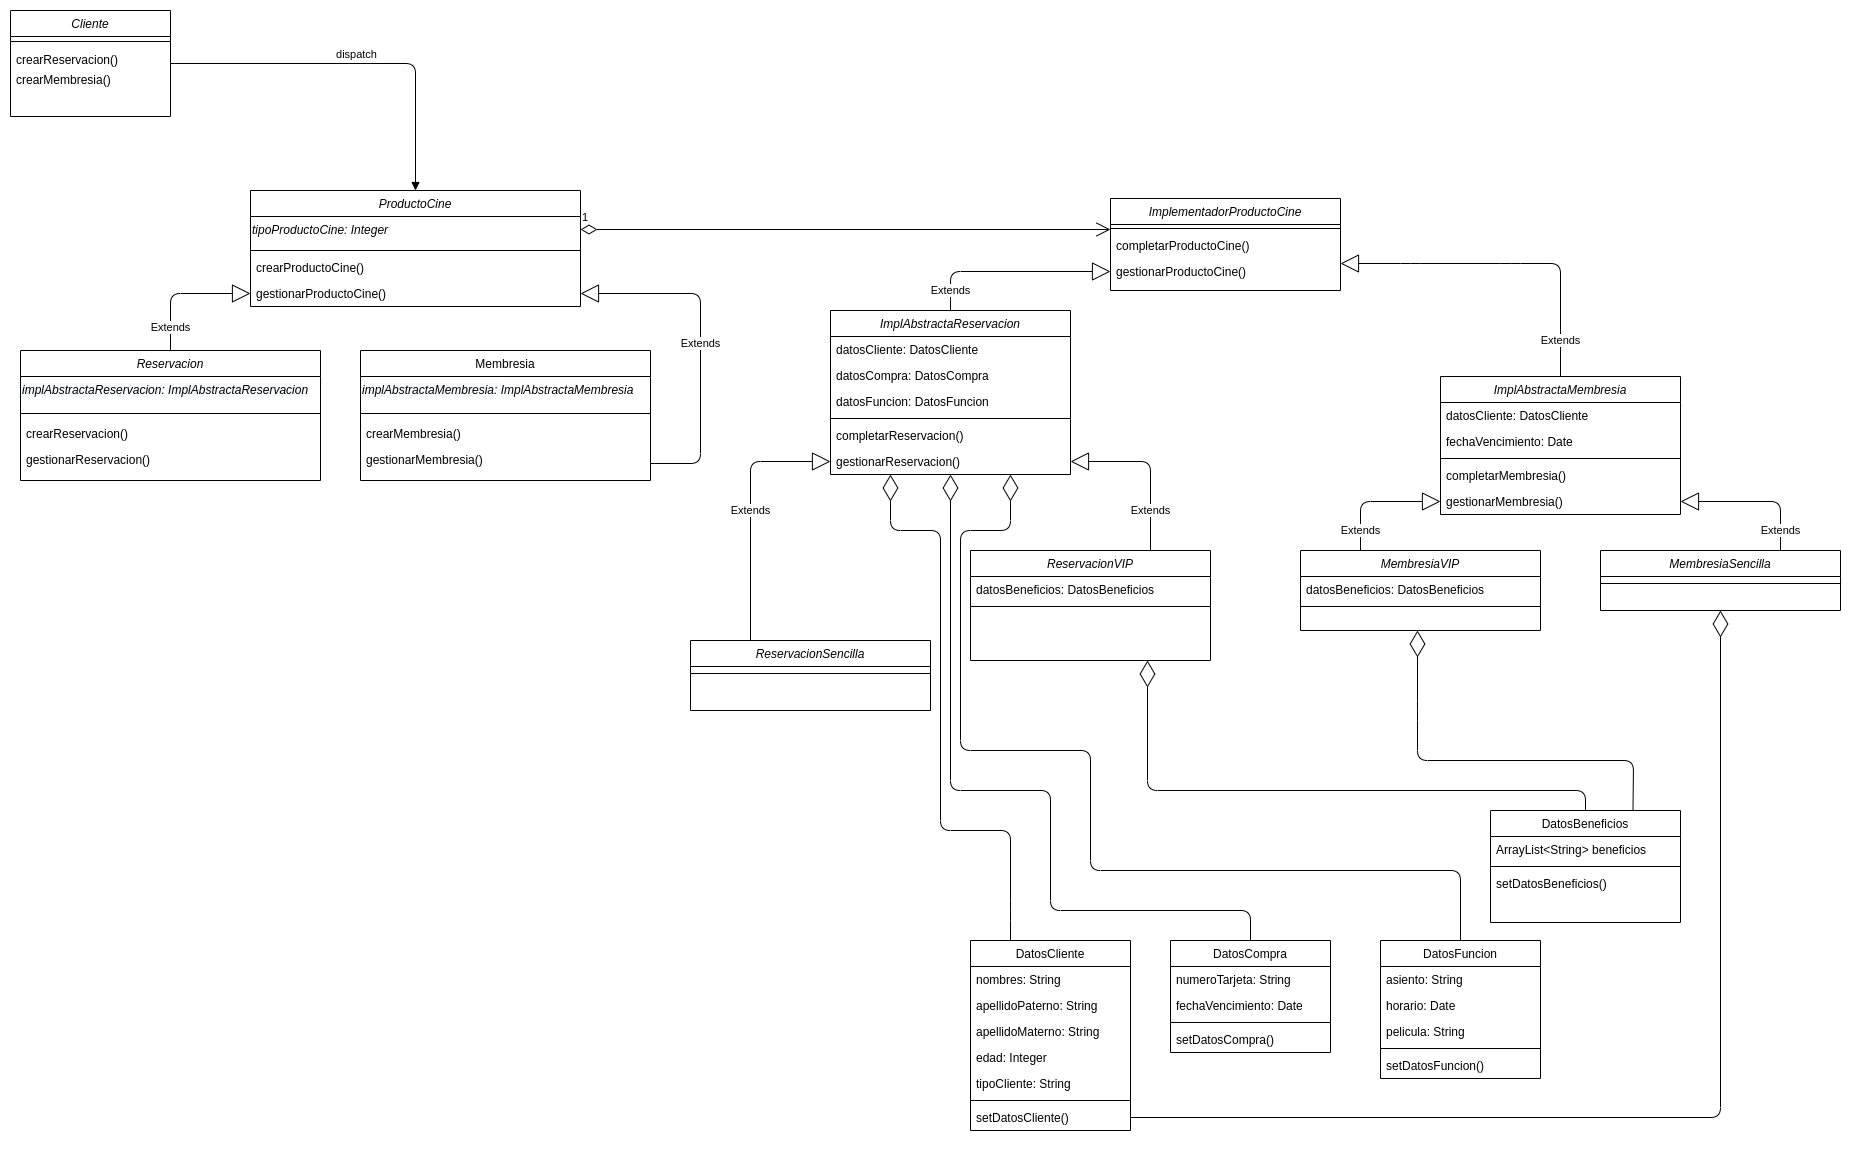 Cliente
crearReservacion()
crearMembresia()
dispatch
ProductoCine
tipoProductoCine: Integer
crearProductoCine()
gestionarProductoCine()
1
ImplementadorProductoCine
completarProductoCine()
gestionarProductoCine()
Extends
Extends
Extends
Extends
Reservacion
implAbstractaReservacion: ImplAbstractaReservacion
crearReservacion()
gestionarReservacion()
Membresia
implAbstractaMembresia: ImplAbstractaMembresia
crearMembresia()
gestionarMembresia()
ImplAbstractaReservacion
datosCliente: DatosCliente
datosCompra: DatosCompra
datosFuncion: DatosFuncion
completarReservacion()
gestionarReservacion()
ImplAbstractaMembresia
datosCliente: DatosCliente
fechaVencimiento: Date
completarMembresia()
gestionarMembresia()
Extends
Extends
Extends
Extends
ReservacionSencilla
ReservacionVIP
datosBeneficios: DatosBeneficios
MembresiaVIP
datosBeneficios: DatosBeneficios
MembresiaSencilla
DatosBeneficios
ArrayList<String> beneficios
setDatosBeneficios()
DatosCliente
nombres: String
apellidoPaterno: String
apellidoMaterno: String
edad: Integer
tipoCliente: String
setDatosCliente()
DatosCompra
numeroTarjeta: String
fechaVencimiento: Date
setDatosCompra()
DatosFuncion
asiento: String
horario: Date
pelicula: String
setDatosFuncion()